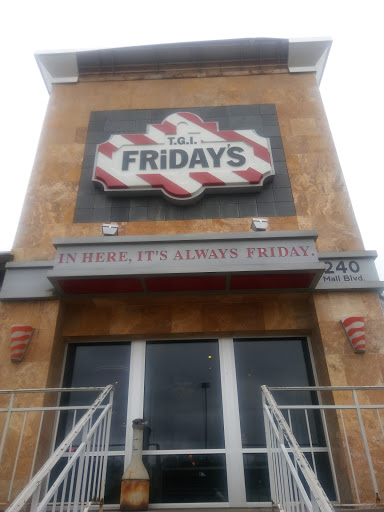 T.G.I.
FRiDAY'S
IN HERE, IT'S ALWAYS FRIDAY.
240
Mall Blvd.